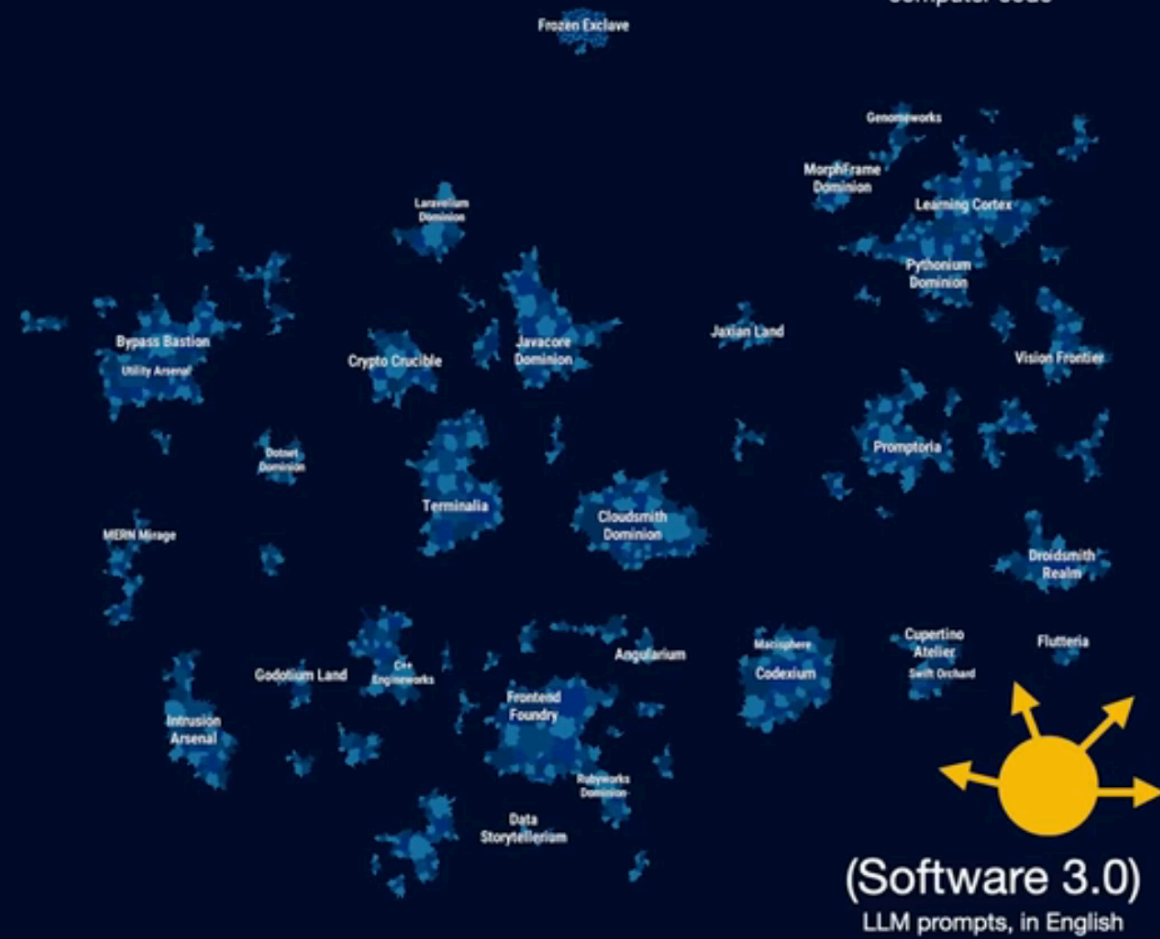 computer code
Frozen Exclave
Genomeworks
MorphFrame
Dominion
Learning Cortex
Laravelium
Dominion
Pythonium
Dominion
Bypass Bastion
Utility Arsenal
Crypto Crucible
Javacore
Dominion
Jaxian Land
Vision Frontier
Dotnet
Dominion
Promptoria
Terminalia
Cloudsmith
Dominion
MERN Mirage
Droidsmith
Realm
Godotium Land
C++
Engineworks
Angularium
Macisphere
Codexium
Cupertino
Atelier
Swift Orchard
Flutteria
Intrusion
Arsenal
Frontend
Foundry
Rubyworks
Dominion
Data
Storytellerium
(Software 3.0)
LLM prompts, in English